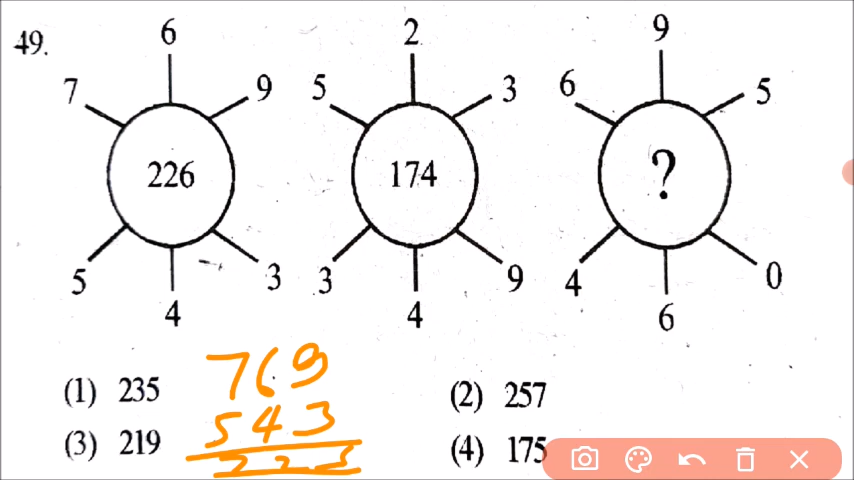 49.
6 2 9
7 9 5 3 6 5
226 174 ?
5 3 3 9 4 0
4 4 6
(1) 235 (2) 257
(3) 219 (4) 175
769
543